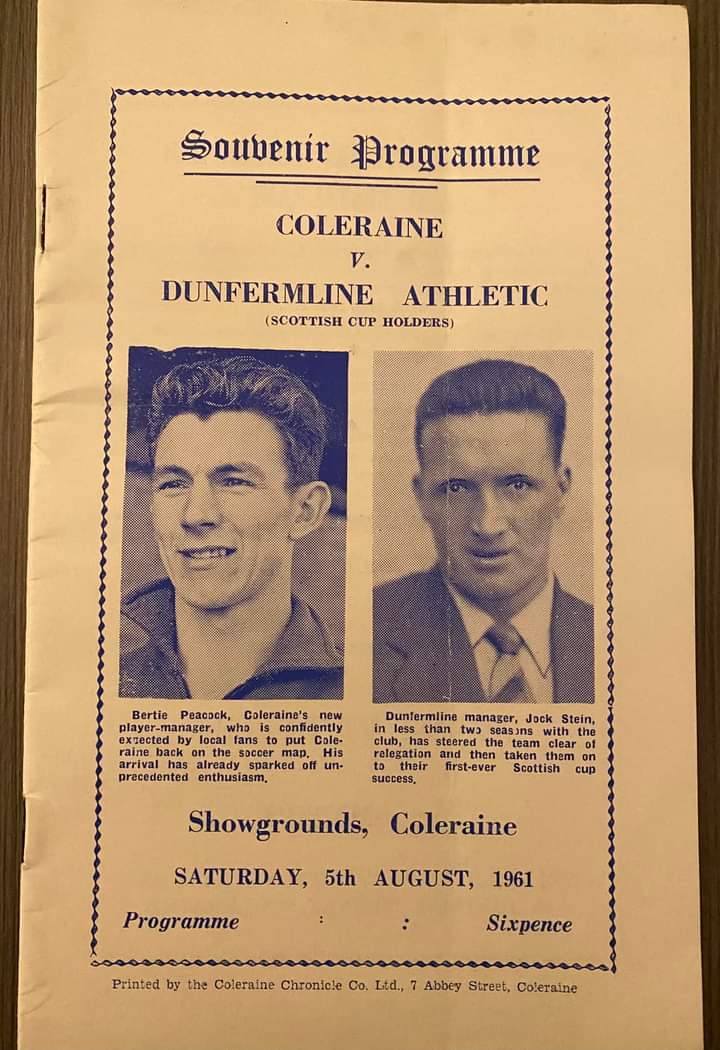 Souvenir Programme
COLERAINE
V.
DUNFERMLINE ATHLETIC
(SCOTTISH CUP HOLDERS)
Bertie Peacock, Coleraine's new
player-manager, who is confidently
expected by local fans to put Cole-
raine back on the soccer map. His
arrival has already sparked off un-
precedented enthusiasm.
Dunfermline manager, Jock Stein,
in less than two seasons with the
club, has steered the team clear of
relegation and then taken them on
to their first-ever Scottish cup
success.
Showgrounds, Coleraine
SATURDAY, 5th AUGUST, 1961
Programme : : Sixpence
Printed by the Coleraine Chronicle Co. Ltd., 7 Abbey Street, Coleraine